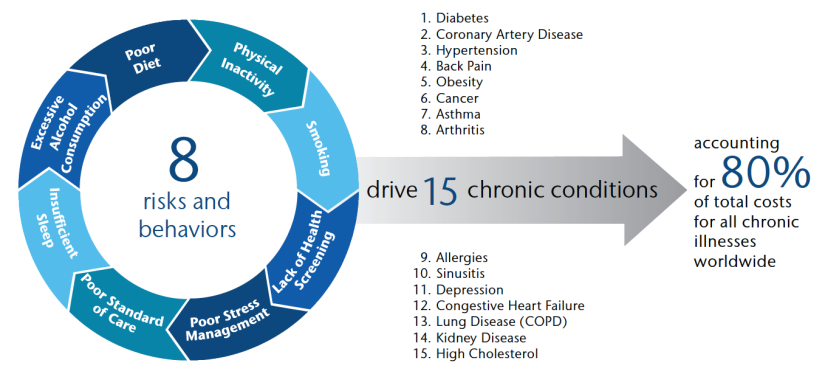 Poor
Diet
Physical
Inactivity
Smoking
Lack of Health
Screening
Poor Stress
Management
Poor Standard
of Care
Insufficient
Sleep
Excessive
Alcohol
Consumption
8
risks and
behaviors
1. Diabetes
2. Coronary Artery Disease
3. Hypertension
4. Back Pain
5. Obesity
6. Cancer
7. Asthma
8. Arthritis
drive 15 chronic conditions
9. Allergies
10. Sinusitis
11. Depression
12. Congestive Heart Failure
13. Lung Disease (COPD)
14. Kidney Disease
15. High Cholesterol
accounting
for 80%
of total costs
for all chronic
illnesses
worldwide